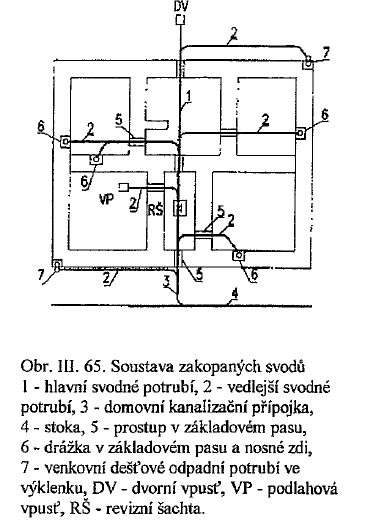 DV
2
7
1
6
2
5
2
6
6
VP
2
RŠ
5
2
7
2
3
5
6
4
Obr. III. 65. Soustava zakopaných svodů
1 - hlavní svodné potrubí, 2 - vedlejší svodné
potrubí, 3 - domovní kanalizační přípojka,
4 - stoka, 5 - prostup v základovém pasu,
6 - drážka v základovém pasu a nosné zdi,
7 - venkovní dešťové odpadní potrubí ve
výklenku, DV - dvorní vpusť, VP - podlahová
vpusť, RŠ - revizní šachta.